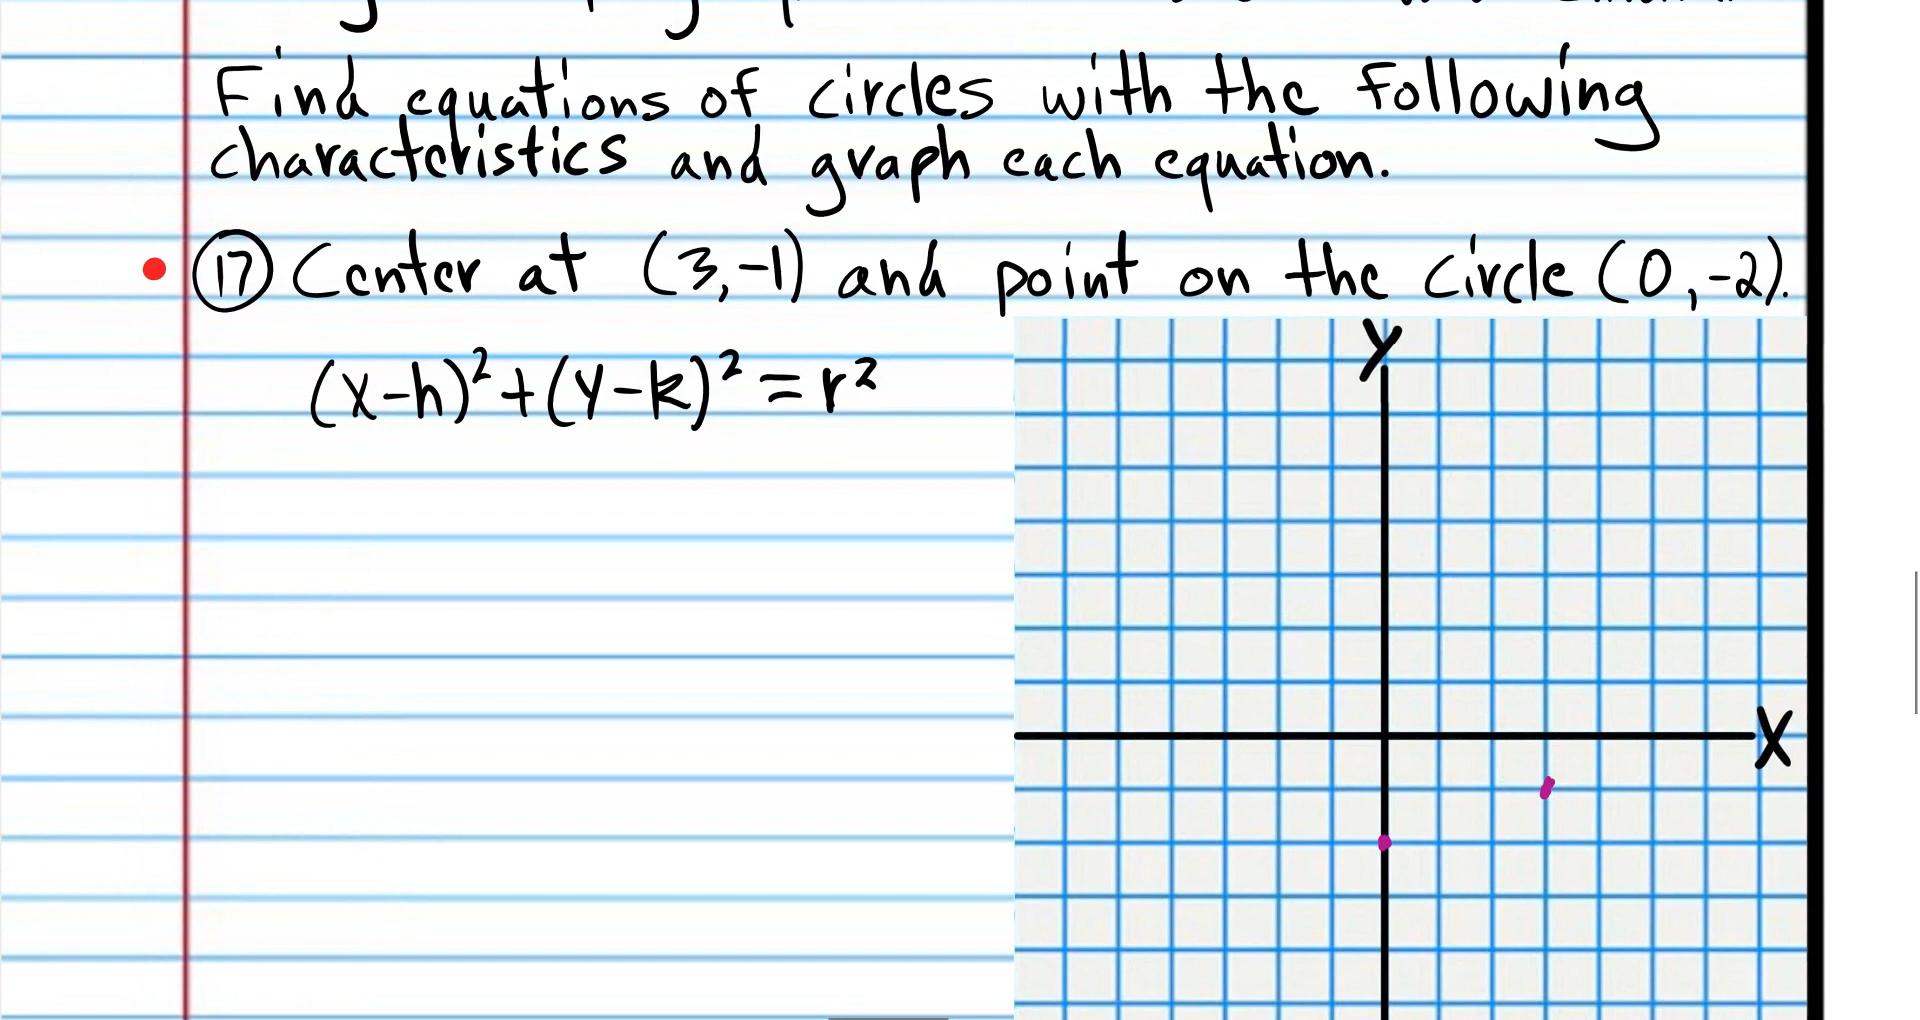 Find equations of circles with the following
characteristics and graph each equation.
⑰ Center at (3,-1) and point on the circle (0,-2).
(x-h)²+(y-k)²=r²
y
x